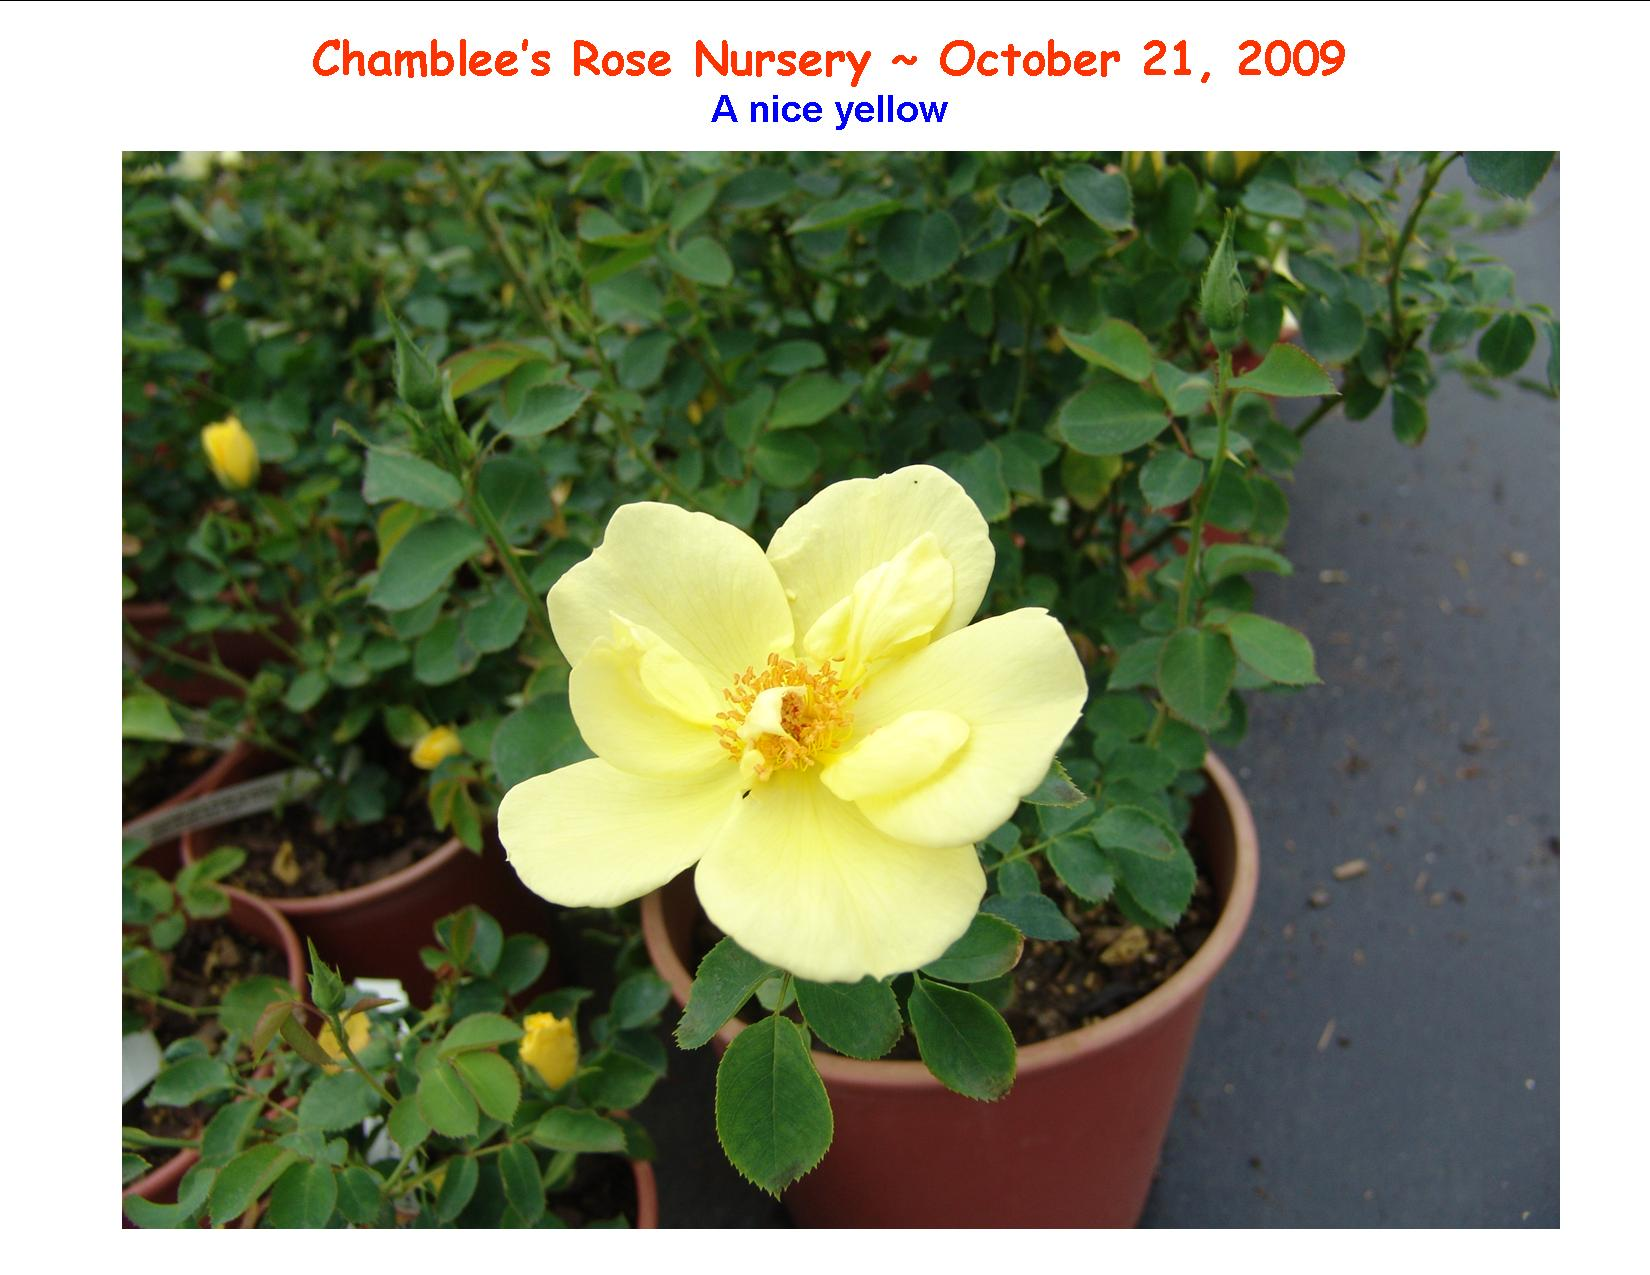 Chamblee's Rose Nursery ~ October 21, 2009
A nice yellow